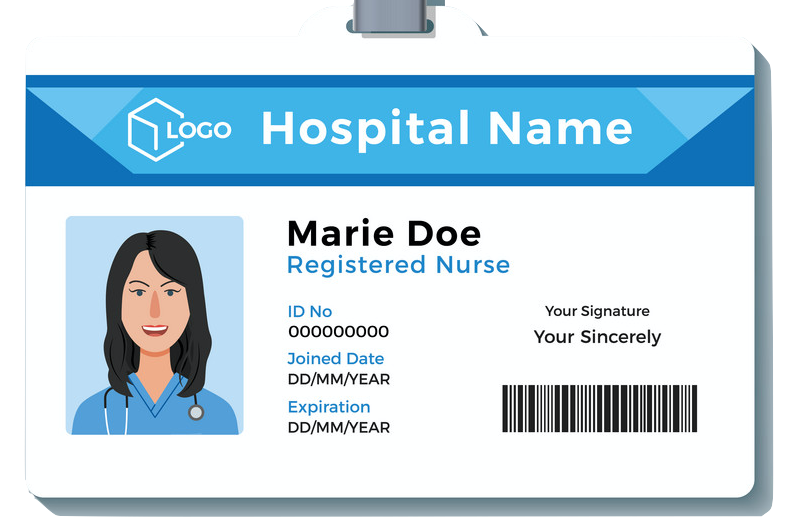 LOGO
Hospital Name
Marie Doe
Registered Nurse
ID No
000000000
Joined Date
DD/MM/YEAR
Expiration
DD/MM/YEAR
Your Signature
Your Sincerely